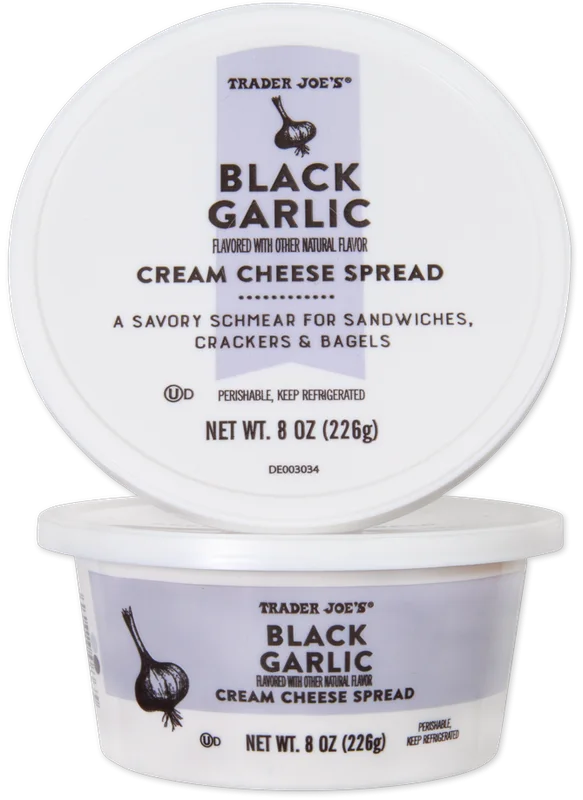 TRADER JOE'S®
BLACK
GARLIC
FLAVORED WITH OTHER NATURAL FLAVOR
CREAM CHEESE SPREAD
A SAVORY SCHMEAR FOR SANDWICHES,
CRACKERS & BAGELS
UD PERISHABLE, KEEP REFRIGERATED
NET WT. 8 OZ (226g)
DE003034
TRADER JOE'S®
BLACK
GARLIC
FLAVORED WITH OTHER NATURAL FLAVOR
CREAM CHEESE SPREAD
UD NET WT. 8 OZ (226g)
PERISHABLE,
KEEP REFRIGERATED